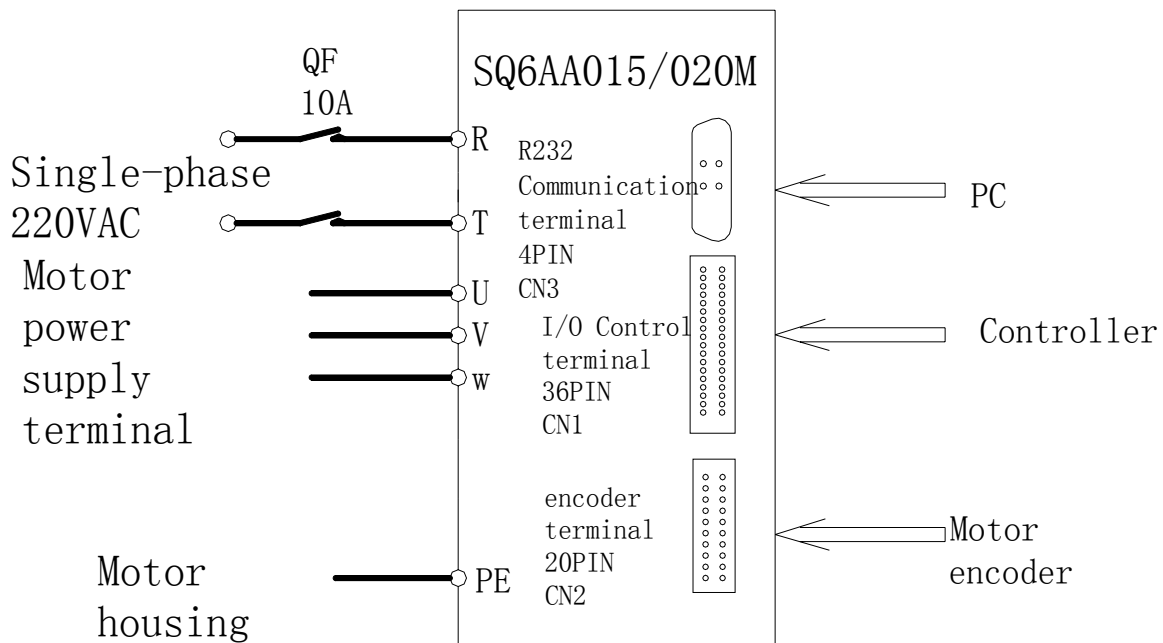 QF
10A
SQ6AA015/020M
Single-phase
220VAC
R
T
Motor
power
supply
terminal
U
V
w
Motor
housing
PE
R232
Communication
terminal
4PIN
CN3
I/O Control
terminal
36PIN
CN1
encoder
terminal
20PIN
CN2
PC
Controller
Motor
encoder